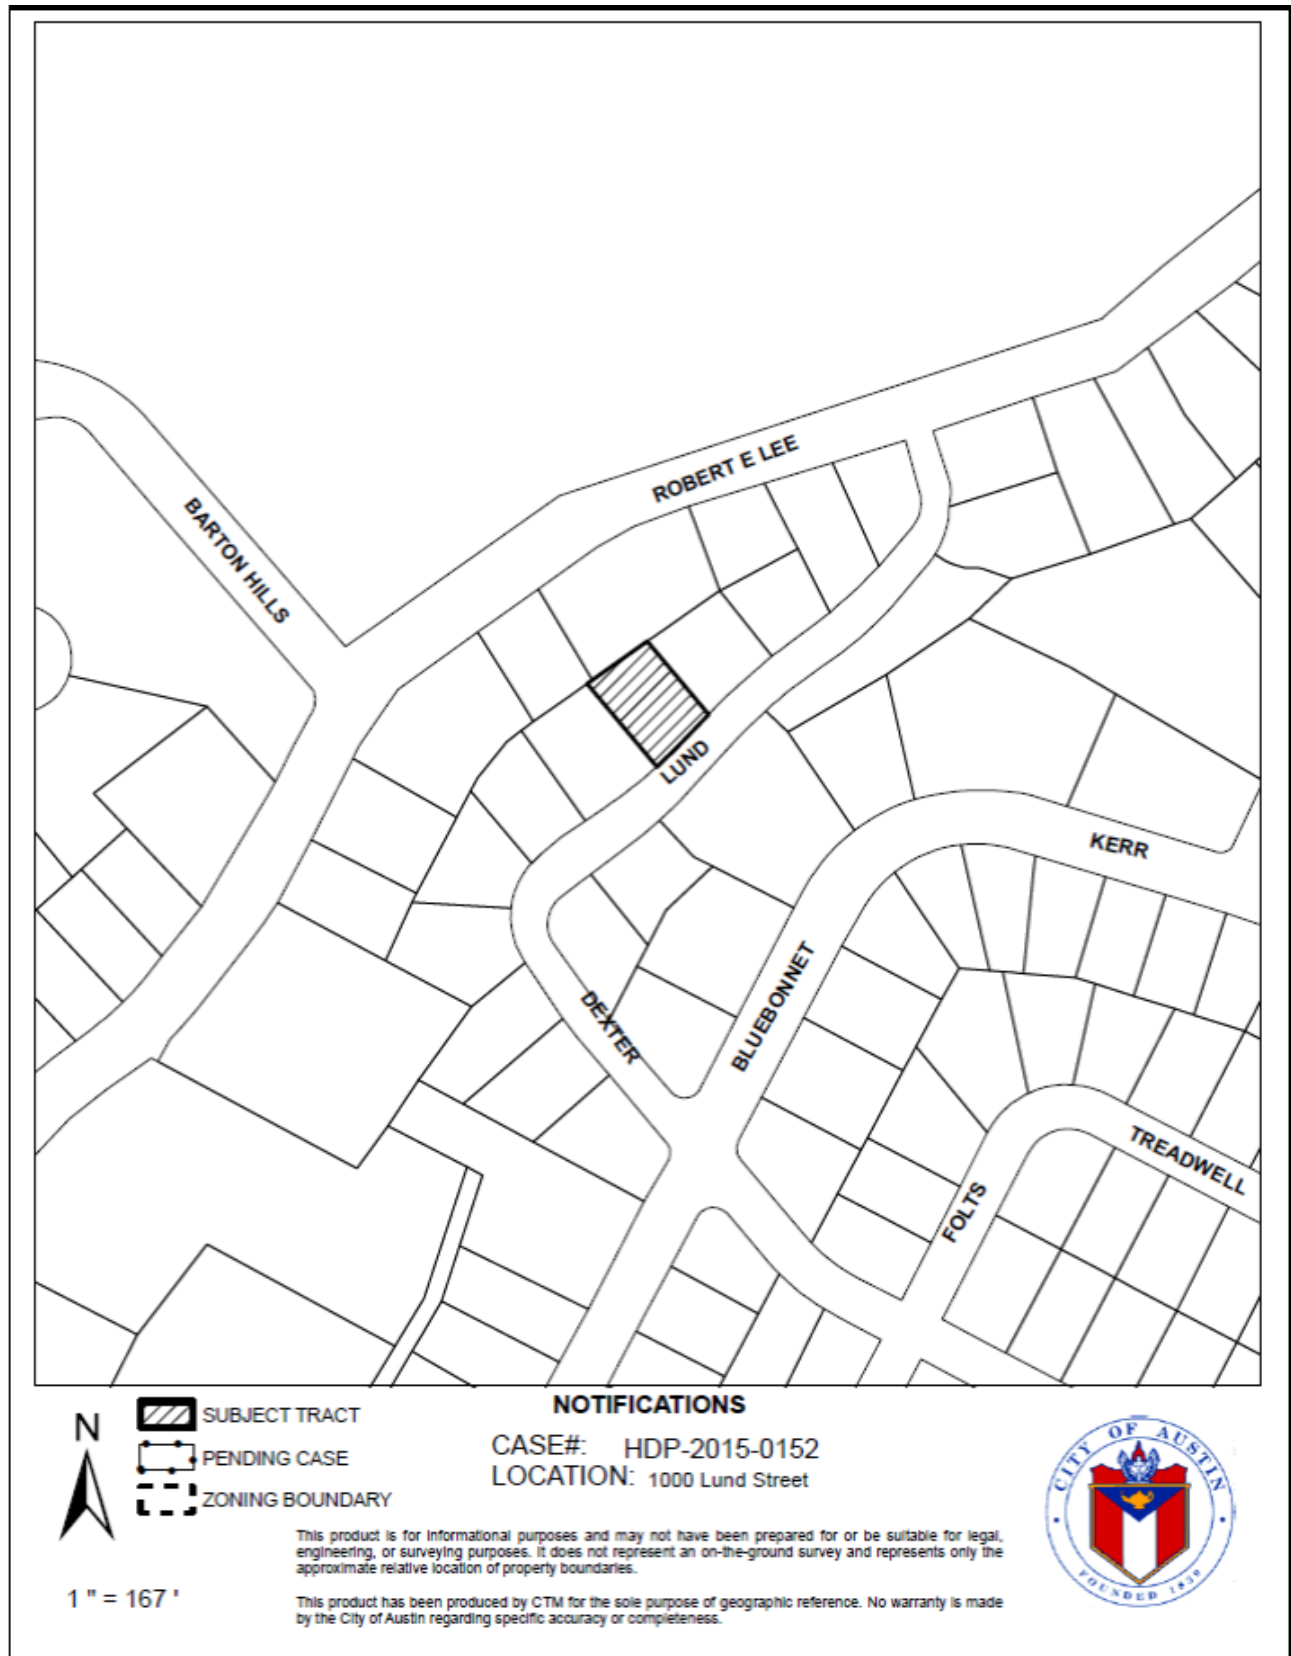 ROBERT E LEE
BARTON HILLS
LUND
KERR
BLUEBONNET
DEXTER
TREADWELL
FOLTS
N
1 " = 167 '
SUBJECT TRACT
PENDING CASE
ZONING BOUNDARY
NOTIFICATIONS
CASE#: HDP-2015-0152
LOCATION: 1000 Lund Street
This product is for informational purposes and may not have been prepared for or be suitable for legal,
engineering, or surveying purposes. It does not represent an on-the-ground survey and represents only the
approximate relative location of property boundaries.
This product has been produced by CTM for the sole purpose of geographic reference. No warranty is made
by the City of Austin regarding specific accuracy or completeness.
CITY OF AUSTIN
FOUNDED 1839